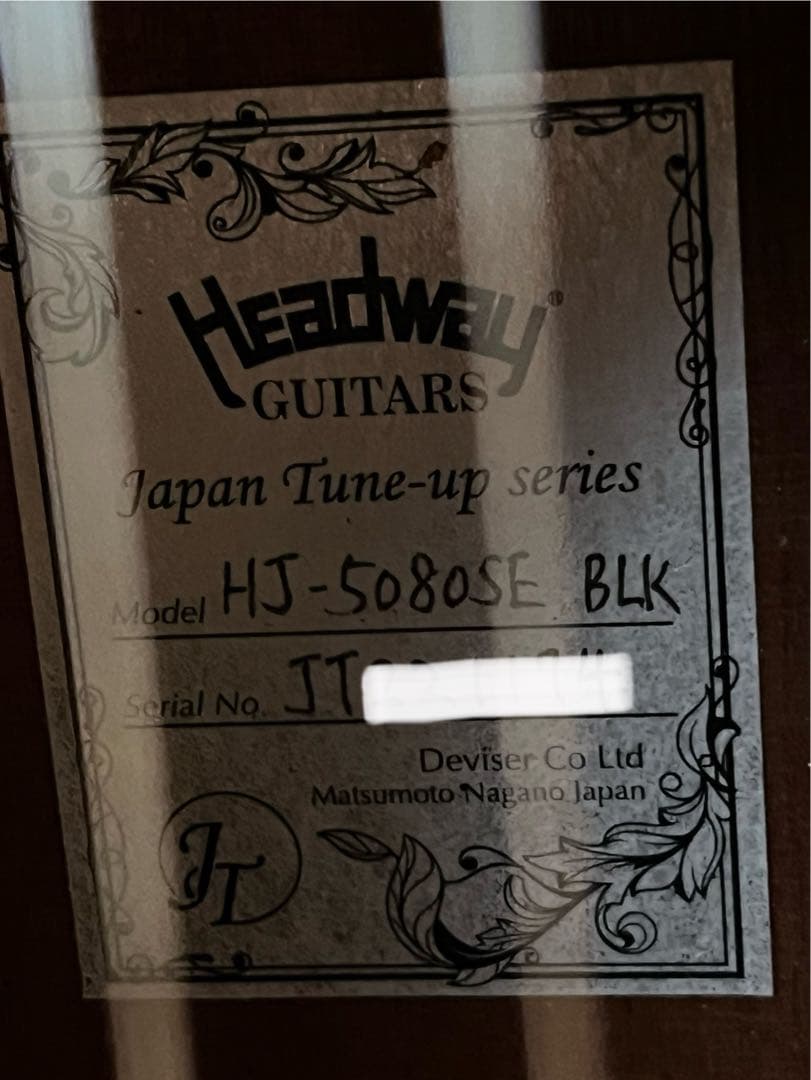 Headway®
GUITARS
Japan Tune-up series
Model HJ-5080SE BLK
Serial No. JT
Deviser Co Ltd
Matsumoto Nagano Japan
JT